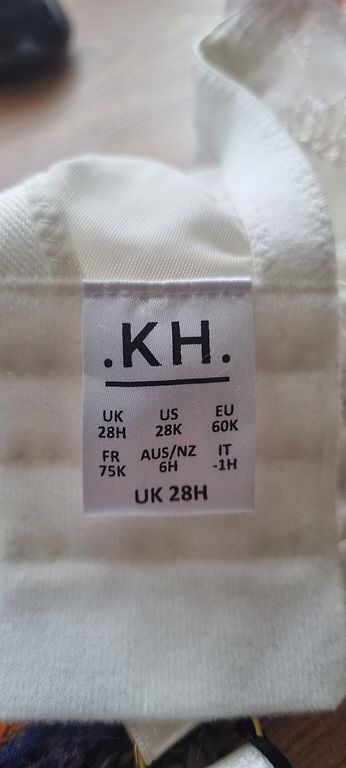 .KH.
UK US EU
28H 28K 60K
FR AUS/NZ IT
75K 6H -1H
UK 28H